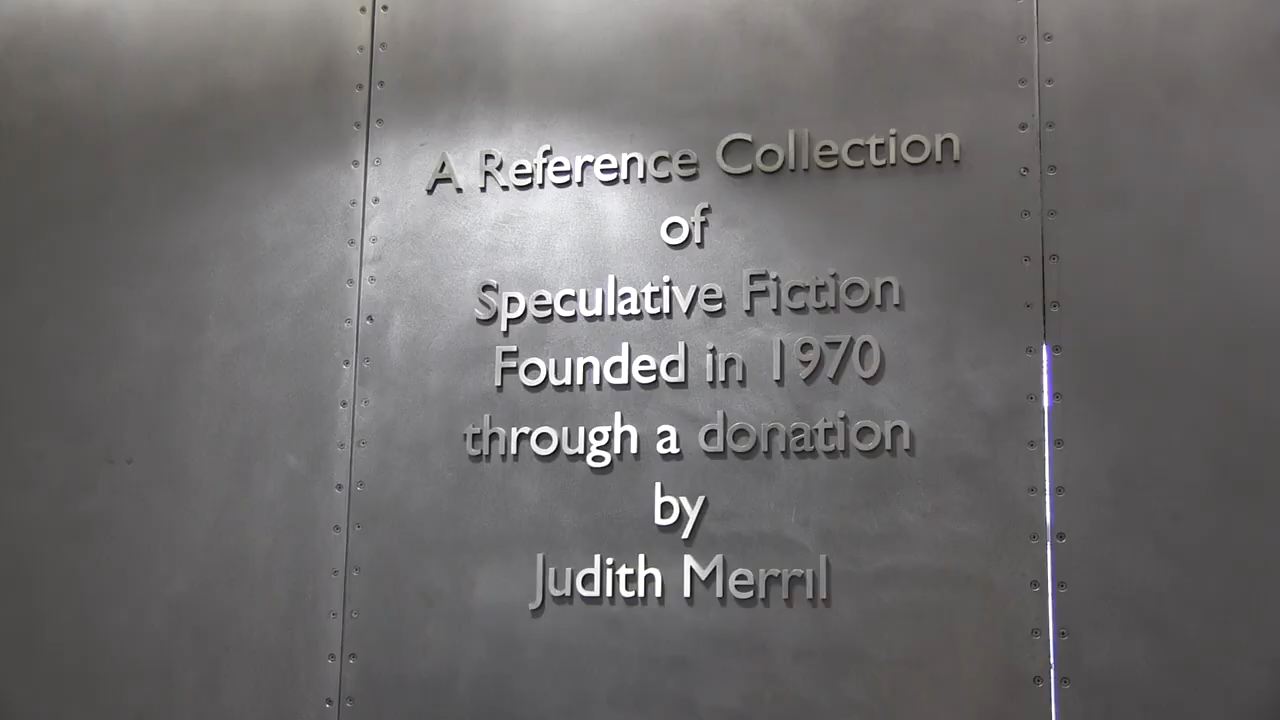 A Reference Collection
of
Speculative Fiction
Founded in 1970
through a donation
by
Judith Merril